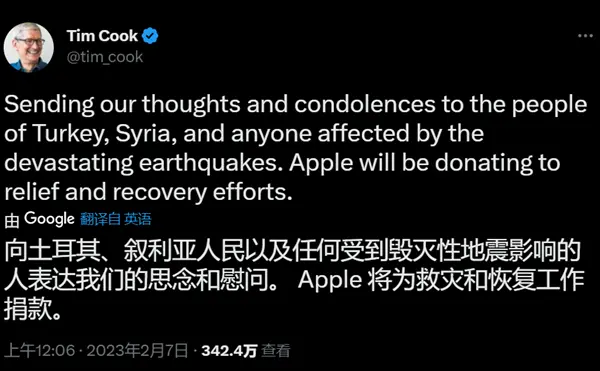 Tim Cook
@tim_cook
Sending our thoughts and condolences to the people
of Turkey, Syria, and anyone affected by the
devastating earthquakes. Apple will be donating to
relief and recovery efforts.
由 Google 翻译自 英语
向土耳其、叙利亚人民以及任何受到毁灭性地震影响的
人表达我们的思念和慰问。 Apple 将为救灾和恢复工作
捐款。
上午12:06 · 2023年2月7日 · 342.4万 查看